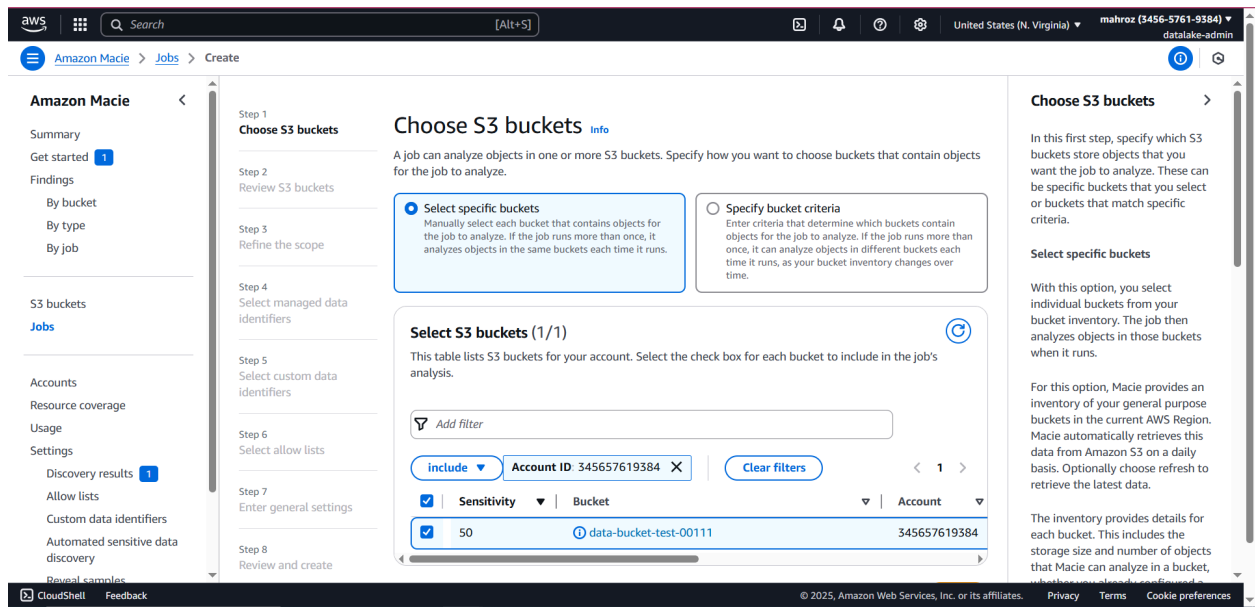 aws
Search
[Alt+S]
United States (N. Virginia) ▼
mahroz (3456-5761-9384) ▼
datalake-admin
Amazon Macie > Jobs > Create
Amazon Macie
Summary
Get started 1
Findings
By bucket
By type
By job
S3 buckets
Jobs
Accounts
Resource coverage
Usage
Settings
Discovery results 1
Allow lists
Custom data identifiers
Automated sensitive data
discovery
Reveal samples
Step 1
Choose S3 buckets
Step 2
Review S3 buckets
Step 3
Refine the scope
Step 4
Select managed data
identifiers
Step 5
Select custom data
identifiers
Step 6
Select allow lists
Step 7
Enter general settings
Step 8
Review and create
Choose S3 buckets Info
A job can analyze objects in one or more S3 buckets. Specify how you want to choose buckets that contain objects
for the job to analyze.
Select specific buckets
Manually select each bucket that contains objects for
the job to analyze. If the job runs more than once, it
analyzes objects in the same buckets each time it runs.
Specify bucket criteria
Enter criteria that determine which buckets contain
objects for the job to analyze. If the job runs more than
once, it can analyze objects in different buckets each
time it runs, as your bucket inventory changes over
time.
Select S3 buckets (1/1)
This table lists S3 buckets for your account. Select the check box for each bucket to include in the job's
analysis.
Add filter
include ▼ Account ID: 345657619384 X Clear filters < 1 >
Sensitivity Bucket Account
50 data-bucket-test-00111 345657619384
Choose S3 buckets
In this first step, specify which S3
buckets store objects that you
want the job to analyze. These can
be specific buckets that you select
or buckets that match specific
criteria.
Select specific buckets
With this option, you select
individual buckets from your
bucket inventory. The job then
analyzes objects in those buckets
when it runs.
For this option, Macie provides an
inventory of your general purpose
buckets in the current AWS Region.
Macie automatically retrieves this
data from Amazon S3 on a daily
basis. Optionally choose refresh to
retrieve the latest data.
The inventory provides details for
each bucket. This includes the
storage size and number of objects
that Macie can analyze in a bucket,
whether you already configured a
CloudShell Feedback
© 2025, Amazon Web Services, Inc. or its affiliates. Privacy Terms Cookie preferences